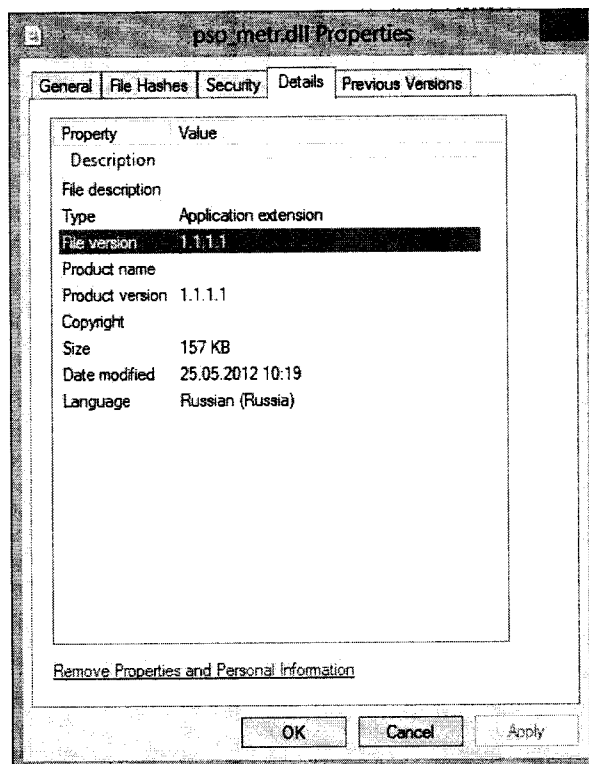 pso_metr.dll Properties
General File Hashes Security Details Previous Versions
Property Value
Description
File description
Type Application extension
File version 1.1.1.1
Product name
Product version 1.1.1.1
Copyright
Size 157 KB
Date modified 25.05.2012 10:19
Language Russian (Russia)
Remove Properties and Personal Information
OK Cancel Apply